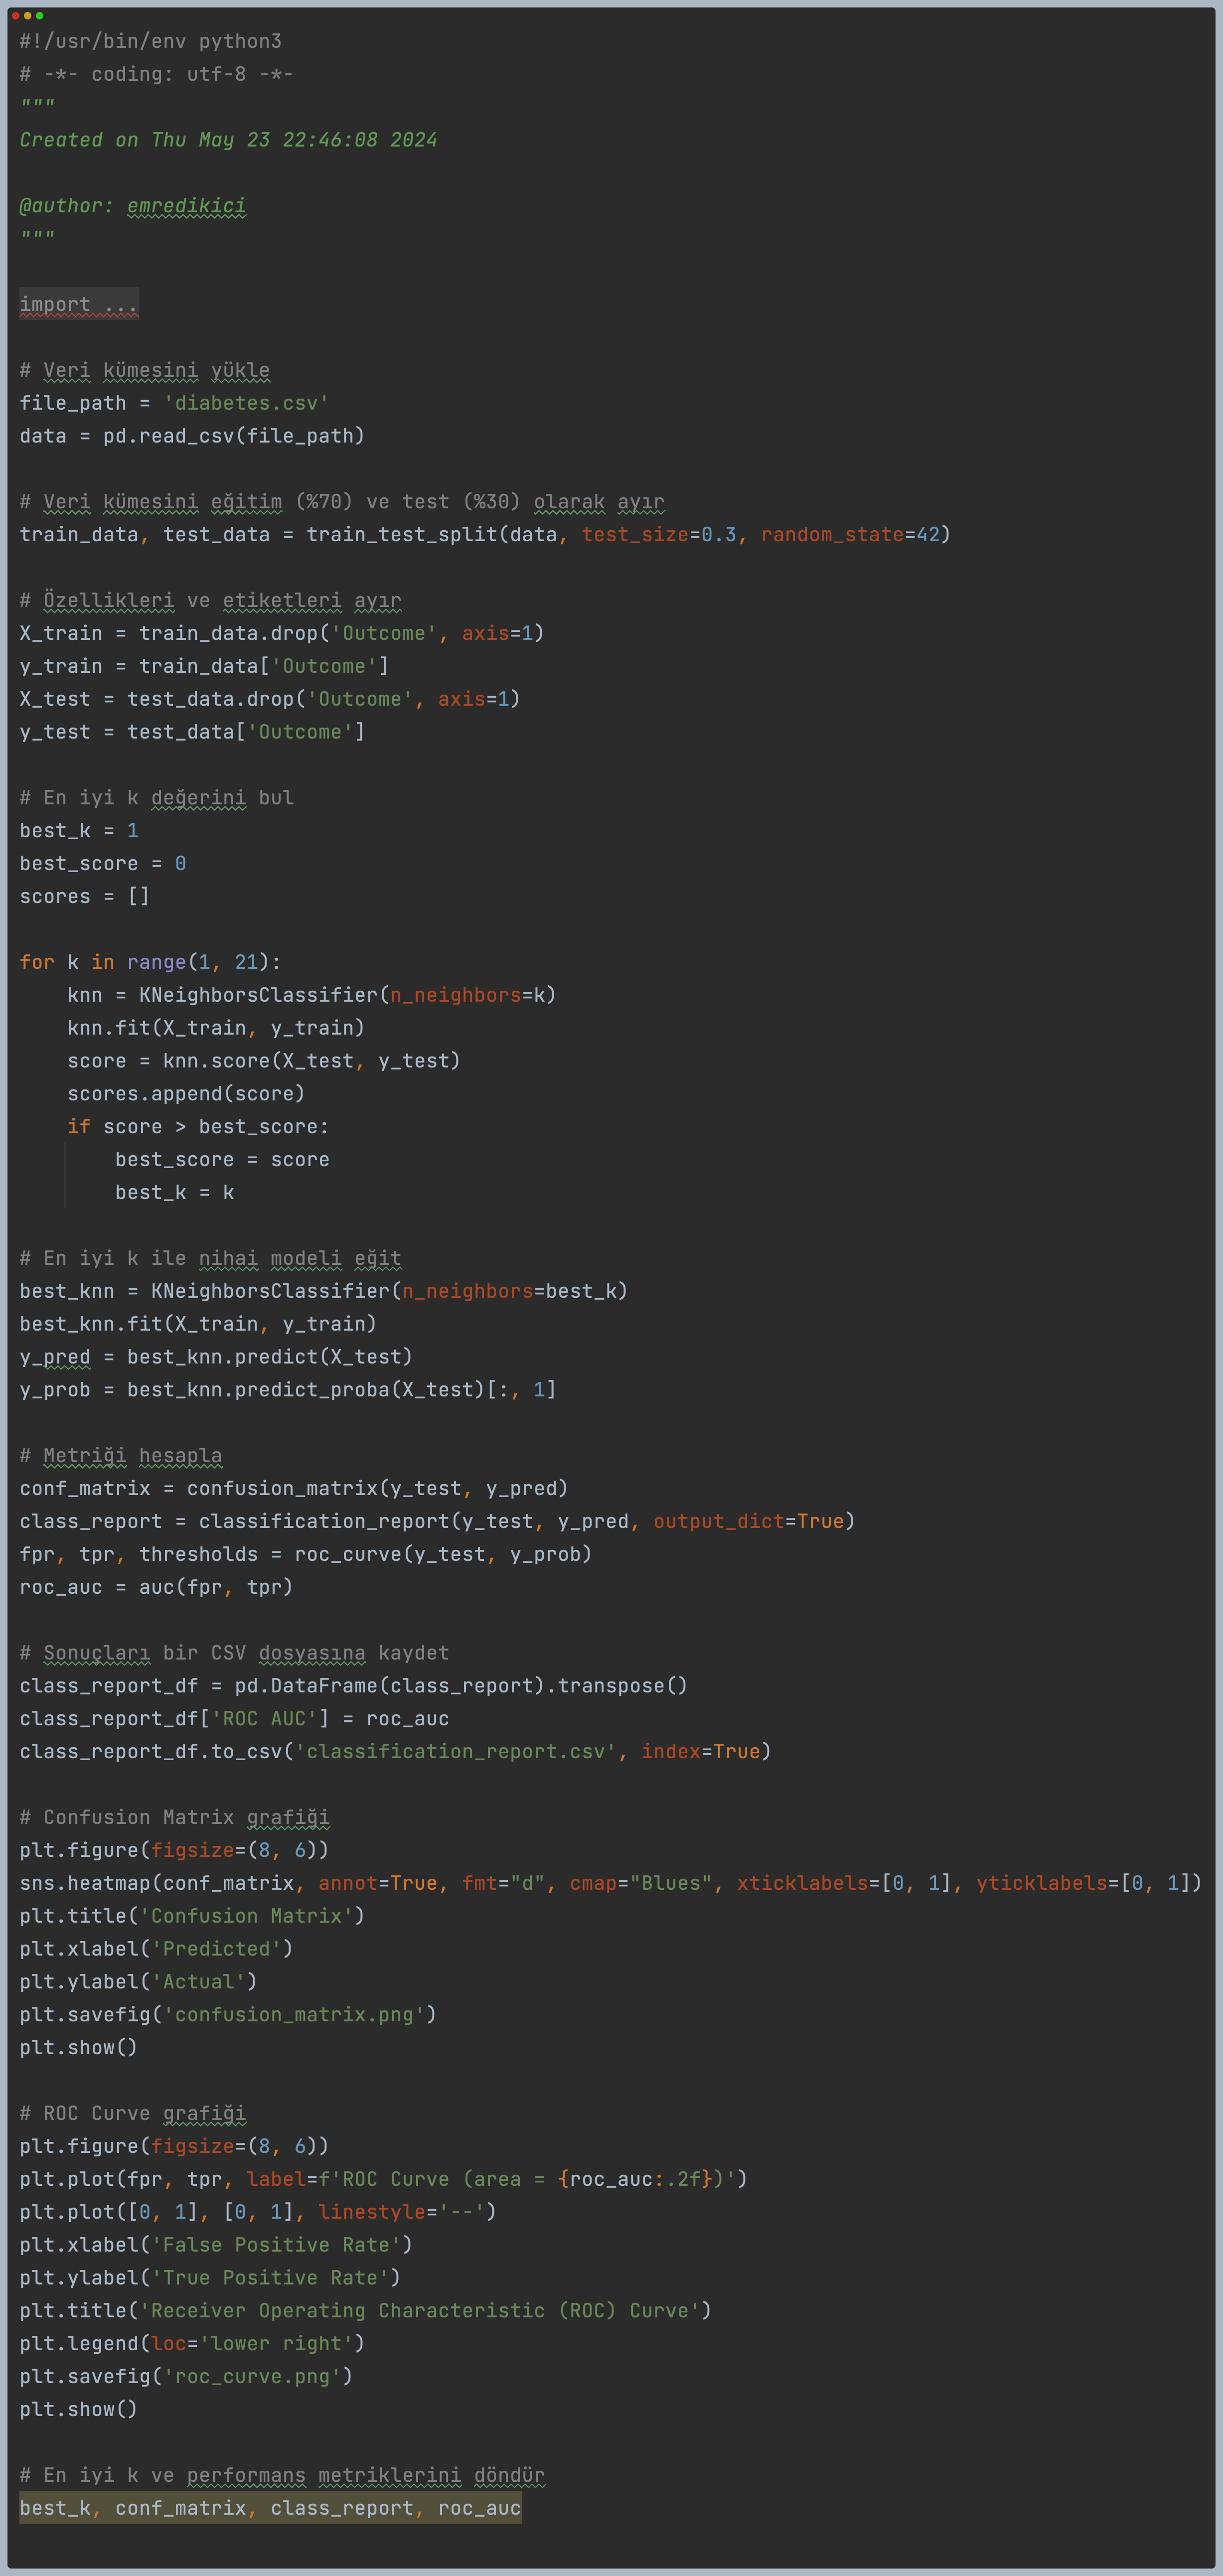 #!/usr/bin/env python3
# -*- coding: utf-8 -*-
"""
Created on Thu May 23 22:46:08 2024

@author: emredikici
"""

import ...

# Veri kümesini yükle
file_path = 'diabetes.csv'
data = pd.read_csv(file_path)

# Veri kümesini eğitim (%70) ve test (%30) olarak ayır
train_data, test_data = train_test_split(data, test_size=0.3, random_state=42)

# Özellikleri ve etiketleri ayır
X_train = train_data.drop('Outcome', axis=1)
y_train = train_data['Outcome']
X_test = test_data.drop('Outcome', axis=1)
y_test = test_data['Outcome']

# En iyi k değerini bul
best_k = 1
best_score = 0
scores = []

for k in range(1, 21):
    knn = KNeighborsClassifier(n_neighbors=k)
    knn.fit(X_train, y_train)
    score = knn.score(X_test, y_test)
    scores.append(score)
    if score > best_score:
        best_score = score
        best_k = k

# En iyi k ile nihai modeli eğit
best_knn = KNeighborsClassifier(n_neighbors=best_k)
best_knn.fit(X_train, y_train)
y_pred = best_knn.predict(X_test)
y_prob = best_knn.predict_proba(X_test)[:, 1]

# Metriği hesapla
conf_matrix = confusion_matrix(y_test, y_pred)
class_report = classification_report(y_test, y_pred, output_dict=True)
fpr, tpr, thresholds = roc_curve(y_test, y_prob)
roc_auc = auc(fpr, tpr)

# Sonuçları bir CSV dosyasına kaydet
class_report_df = pd.DataFrame(class_report).transpose()
class_report_df['ROC AUC'] = roc_auc
class_report_df.to_csv('classification_report.csv', index=True)

# Confusion Matrix grafiği
plt.figure(figsize=(8, 6))
sns.heatmap(conf_matrix, annot=True, fmt="d", cmap="Blues", xticklabels=[0, 1], yticklabels=[0, 1])
plt.title('Confusion Matrix')
plt.xlabel('Predicted')
plt.ylabel('Actual')
plt.savefig('confusion_matrix.png')
plt.show()

# ROC Curve grafiği
plt.figure(figsize=(8, 6))
plt.plot(fpr, tpr, label=f'ROC Curve (area = {roc_auc:.2f})')
plt.plot([0, 1], [0, 1], linestyle='--')
plt.xlabel('False Positive Rate')
plt.ylabel('True Positive Rate')
plt.title('Receiver Operating Characteristic (ROC) Curve')
plt.legend(loc='lower right')
plt.savefig('roc_curve.png')
plt.show()

# En iyi k ve performans metriklerini döndür
best_k, conf_matrix, class_report, roc_auc